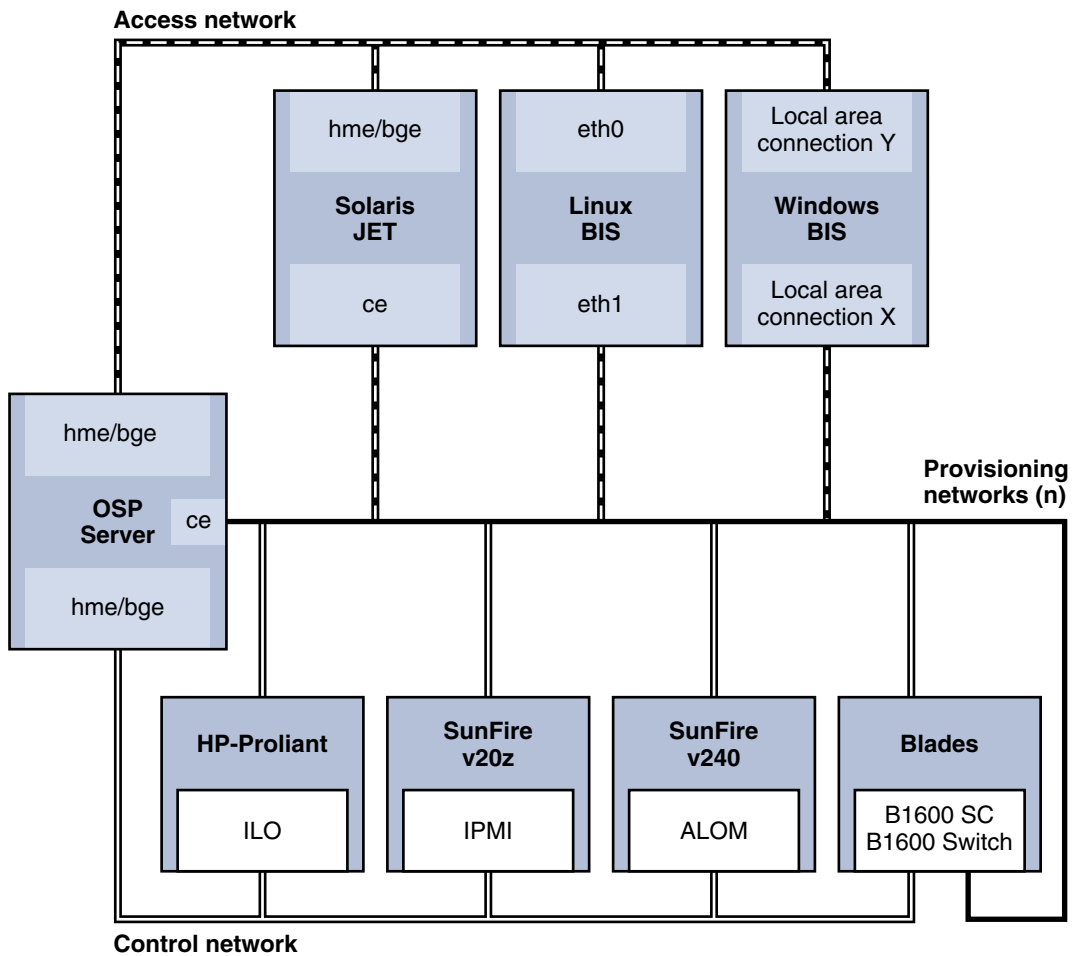 Access network
hme/bge
Solaris
JET
ce
eth0
Linux
BIS
eth1
Local area
connection Y
Windows
BIS
Local area
connection X
hme/bge
OSP
Server
ce
hme/bge
Provisioning
networks (n)
HP-Proliant
ILO
SunFire
v20z
IPMI
SunFire
v240
ALOM
Blades
B1600 SC
B1600 Switch
Control network